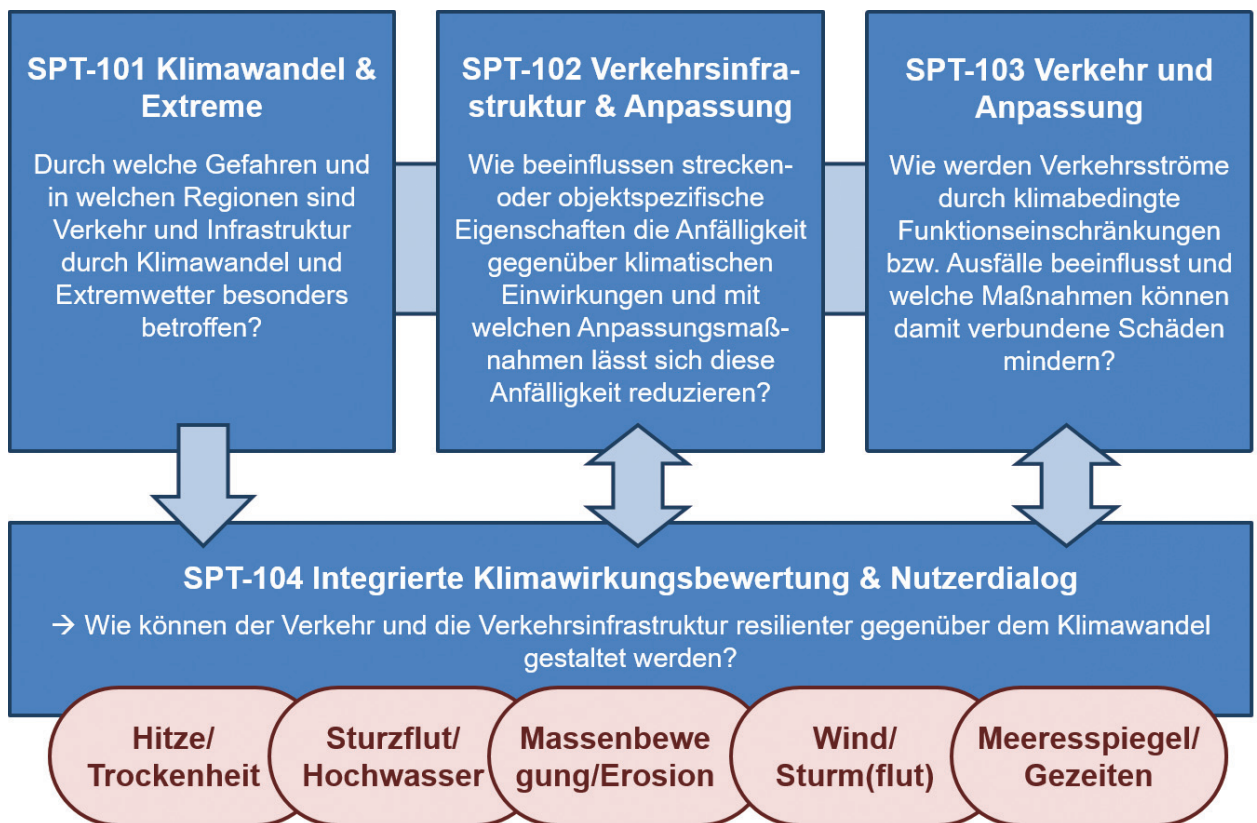 SPT-101 Klimawandel &
Extreme
Durch welche Gefahren und
in welchen Regionen sind
Verkehr und Infrastruktur
durch Klimawandel und
Extremwetter besonders
betroffen?
SPT-102 Verkehrsinfra-
struktur & Anpassung
Wie beeinflussen strecken-
oder objektspezifische
Eigenschaften die Anfälligkeit
gegenüber klimatischen
Einwirkungen und mit
welchen Anpassungsmaß-
nahmen lässt sich diese
Anfälligkeit reduzieren?
SPT-103 Verkehr und
Anpassung
Wie werden Verkehrsströme
durch klimabedingte
Funktionseinschränkungen
bzw. Ausfälle beeinflusst und
welche Maßnahmen können
damit verbundene Schäden
mindern?
SPT-104 Integrierte Klimawirkungsbewertung & Nutzerdialog
→ Wie können der Verkehr und die Verkehrsinfrastruktur resilienter gegenüber dem Klimawandel
gestaltet werden?
Hitze/
Trockenheit
Sturzflut/
Hochwasser
Massenbewe
gung/Erosion
Wind/
Sturm(flut)
Meeresspiegel/
Gezeiten